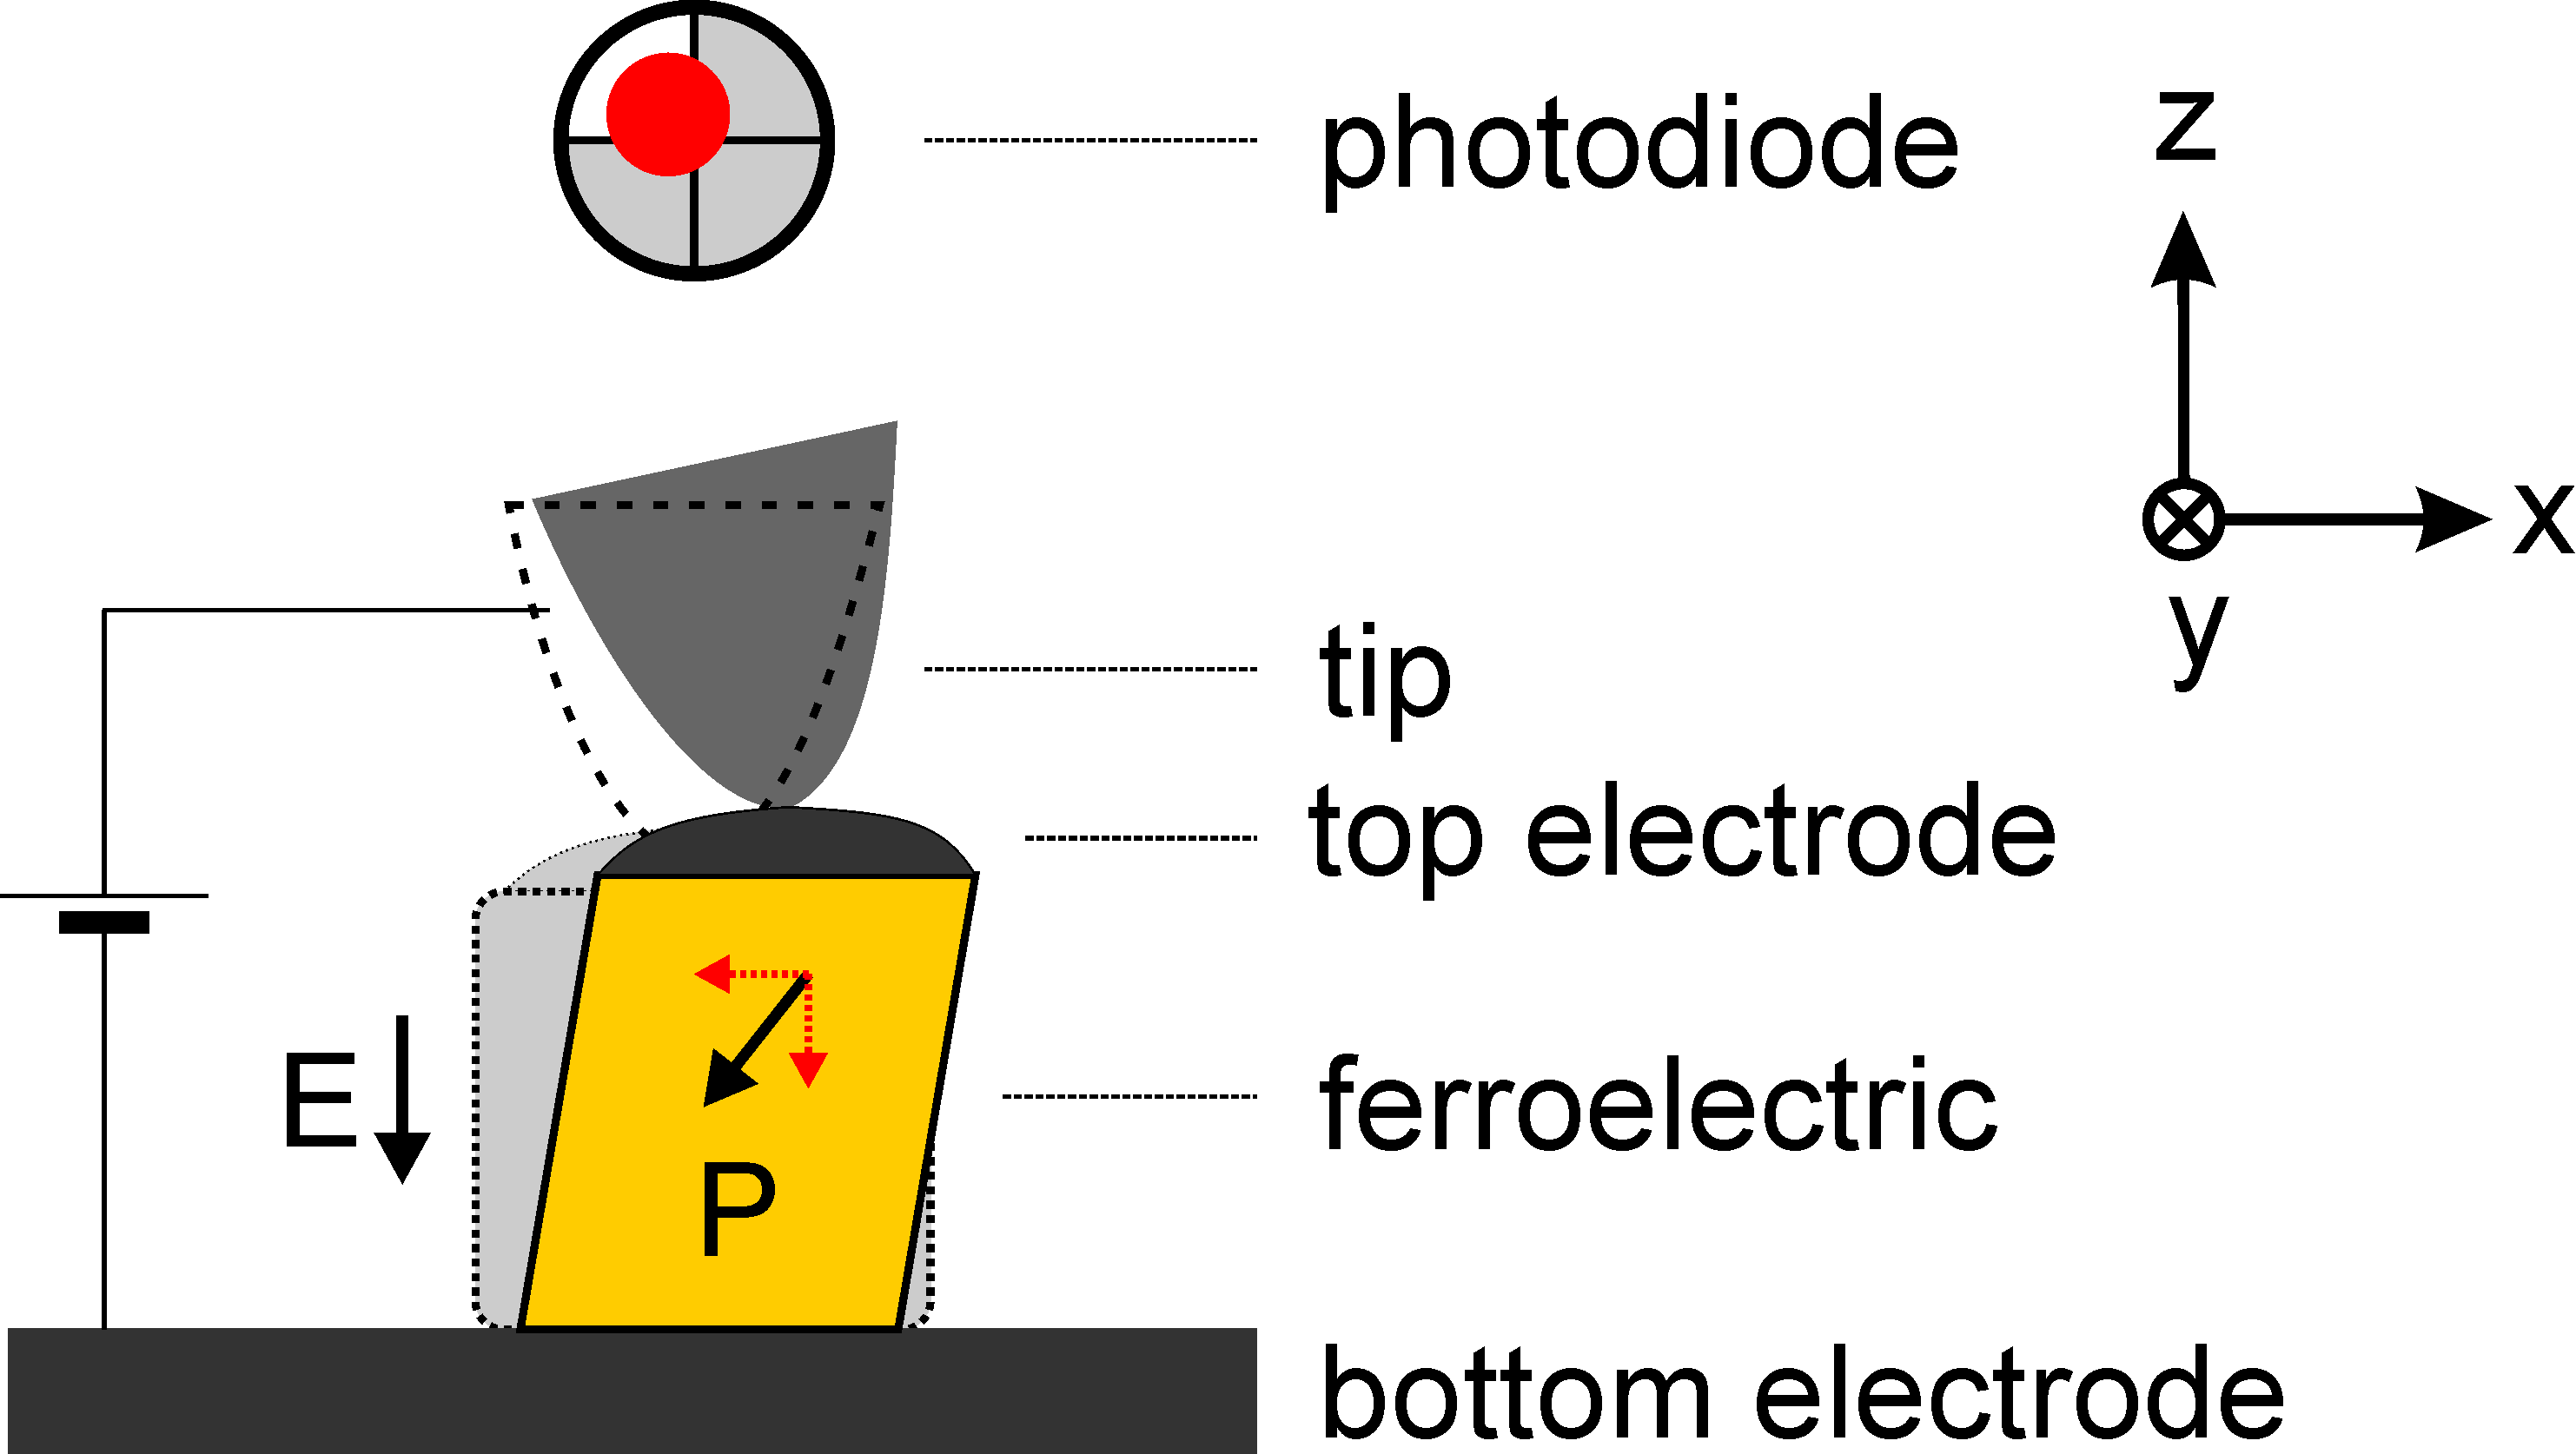 photodiode
z
x
y
tip
top electrode
E
P
ferroelectric
bottom electrode